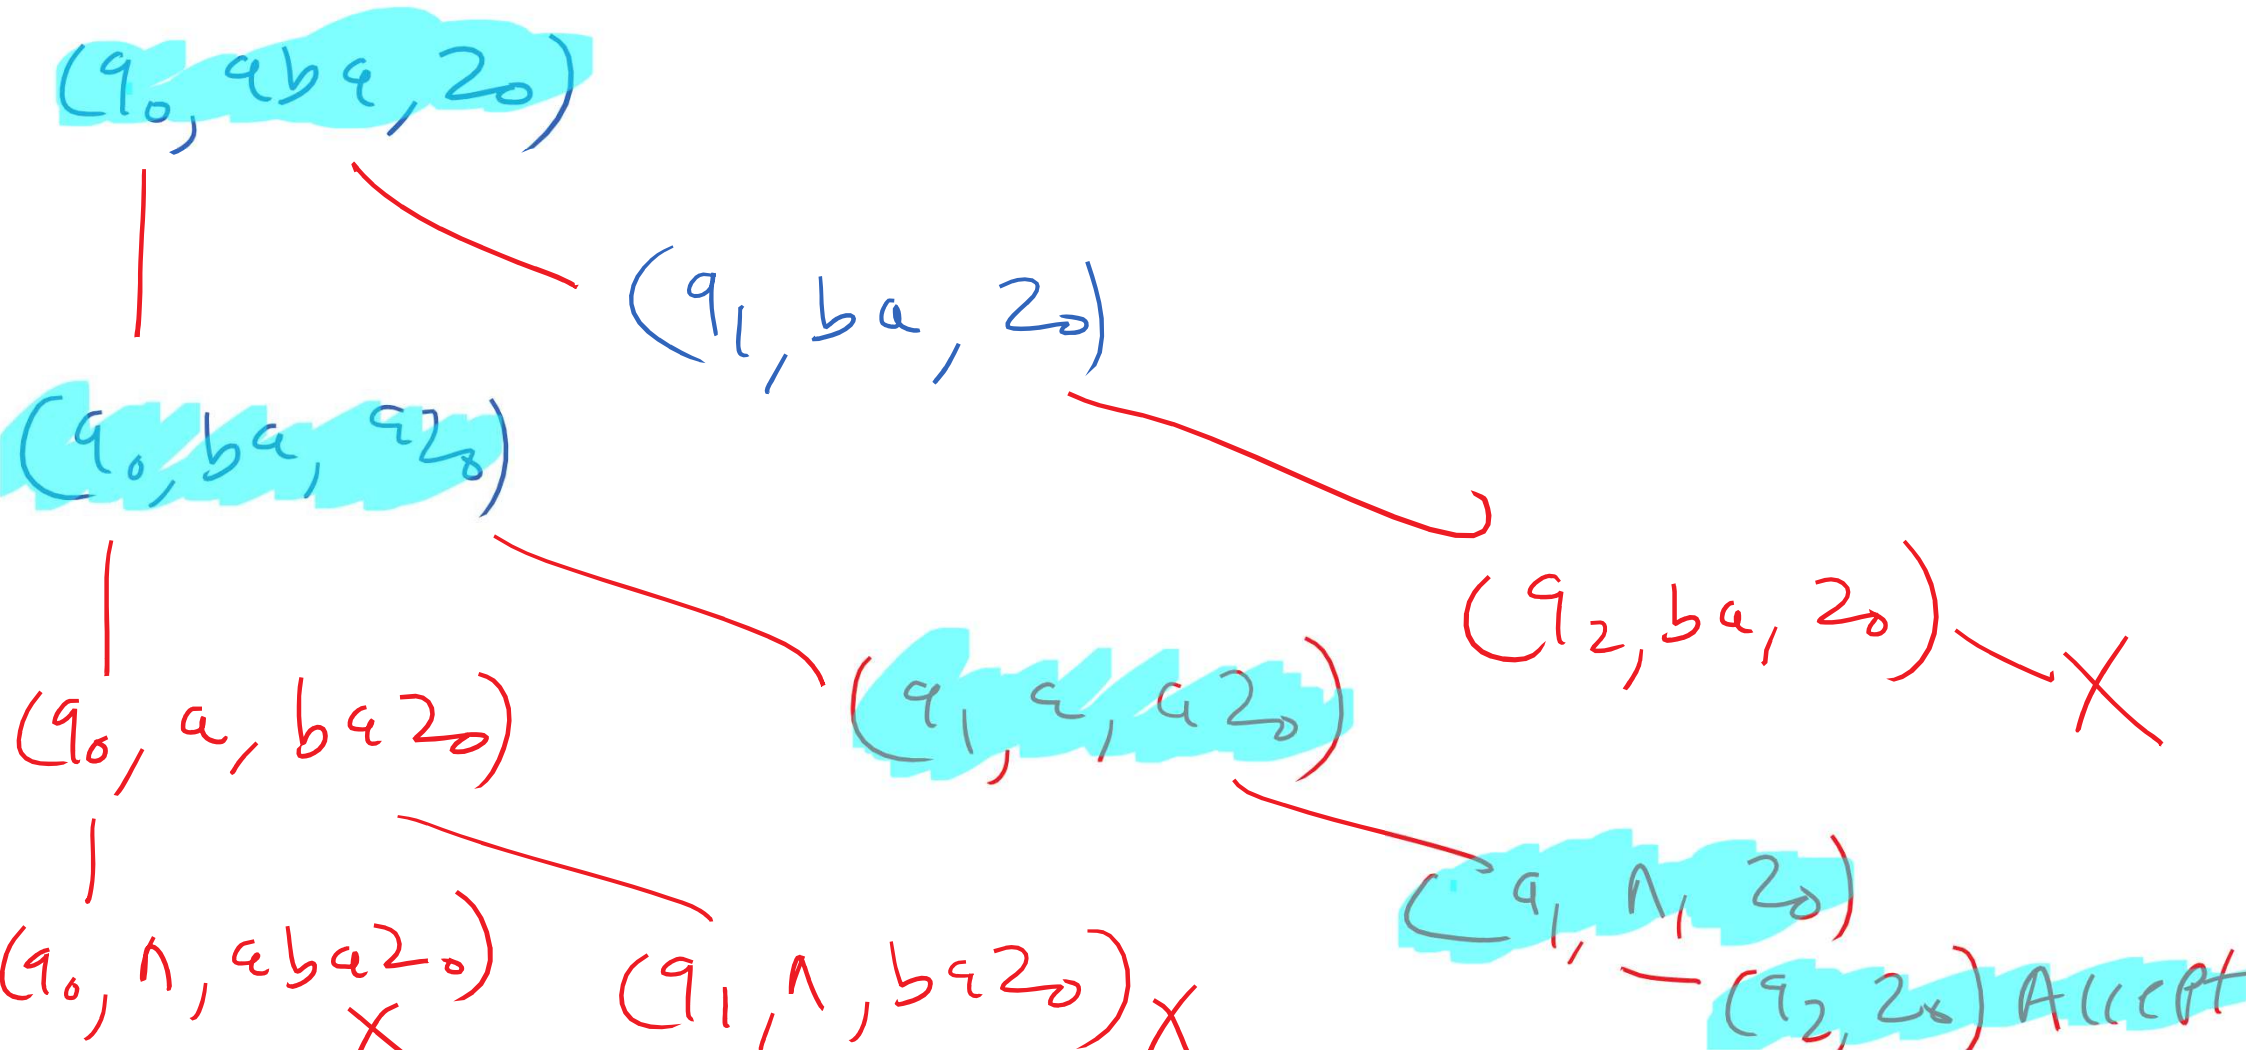 (q0, aba, Z0)
(q1, ba, Z0)
(q0, ba, aZ0)
(q2, ba, Z0) X
(q0, a, baZ0)
(q1, a, aZ0)
(q1, Λ, Z0)
(q0, Λ, abaZ0) X
(q1, Λ, baZ0) X
(q2, Z0) Accept